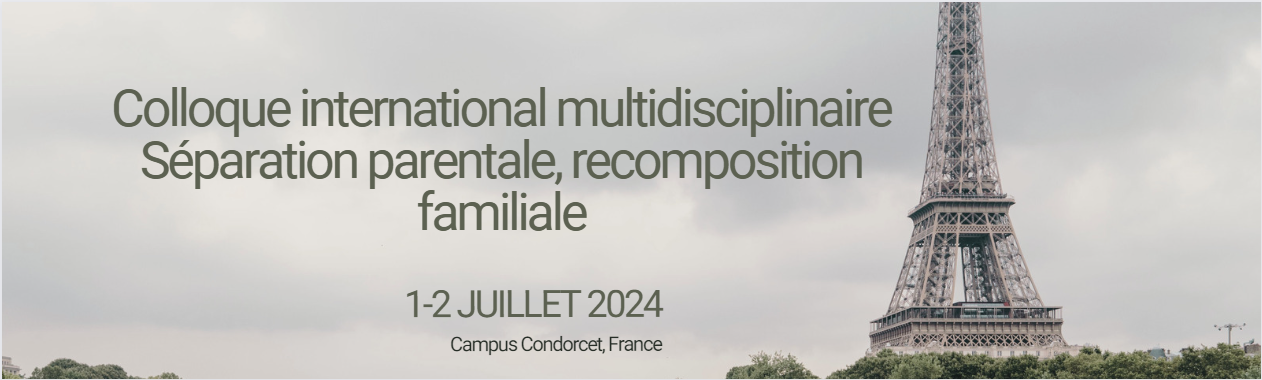 Colloque international multidisciplinaire
Séparation parentale, recomposition
familiale
1-2 JUILLET 2024
Campus Condorcet, France